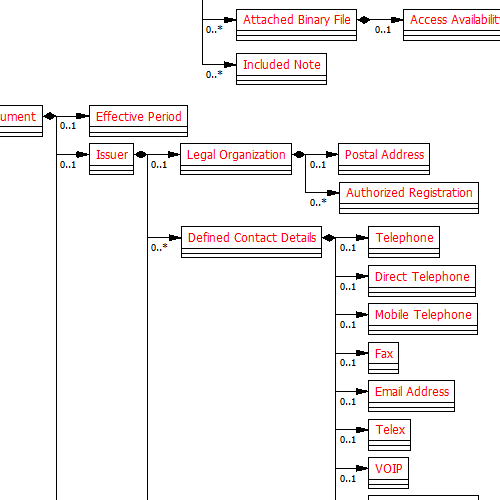 Attached Binary File
Access Availability
0..*
0..1
Included Note
0..*
ument
Effective Period
0..1
Issuer
Legal Organization
Postal Address
0..1
0..1
0..1
Authorized Registration
0..*
Defined Contact Details
Telephone
0..*
0..1
Direct Telephone
0..1
Mobile Telephone
0..1
Fax
0..1
Email Address
0..1
Telex
0..1
VOIP
0..1